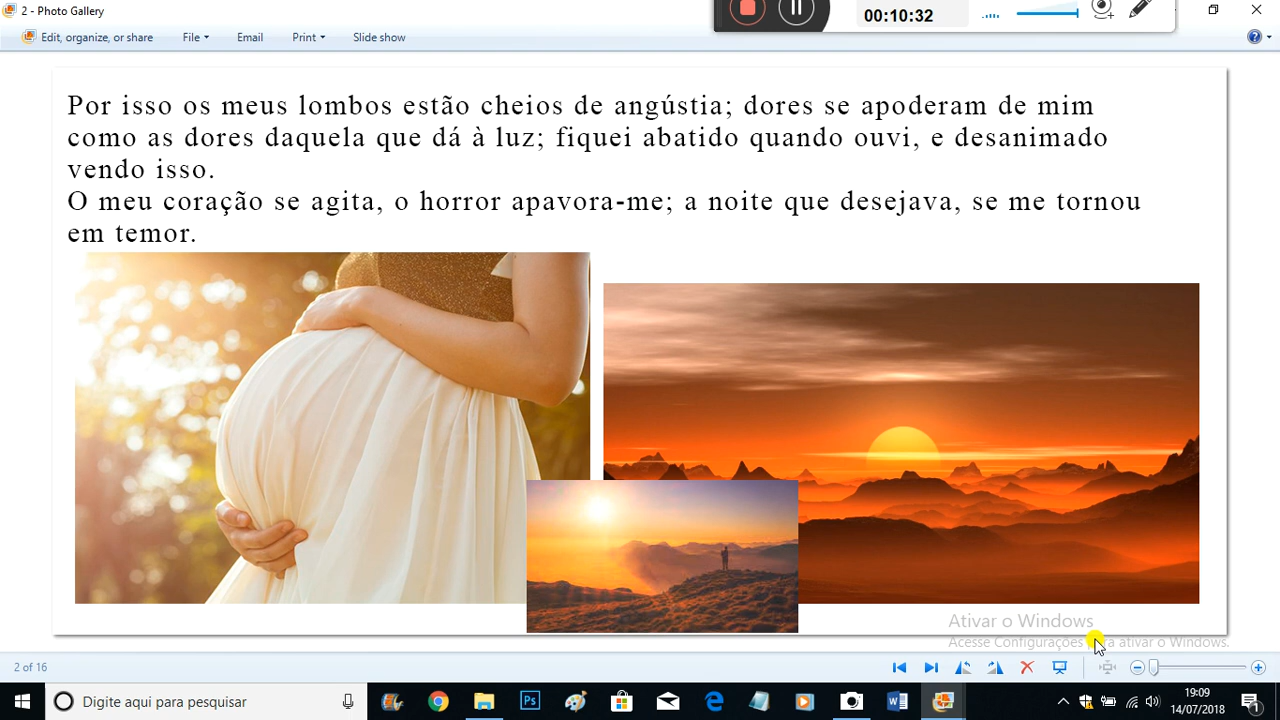 2 - Photo Gallery
00:10:32
Edit, organize, or share
File
Email
Print
Slide show
Por isso os meus lombos estão cheios de angústia; dores se apoderam de mim
como as dores daquela que dá à luz; fiquei abatido quando ouvi, e desanimado
vendo isso.
O meu coração se agita, o horror apavora-me; a noite que desejava, se me tornou
em temor.
Ativar o Windows
Acesse Configurações para ativar o Windows.
2 of 16
Digite aqui para pesquisar
Ps
19:09
14/07/2018
1